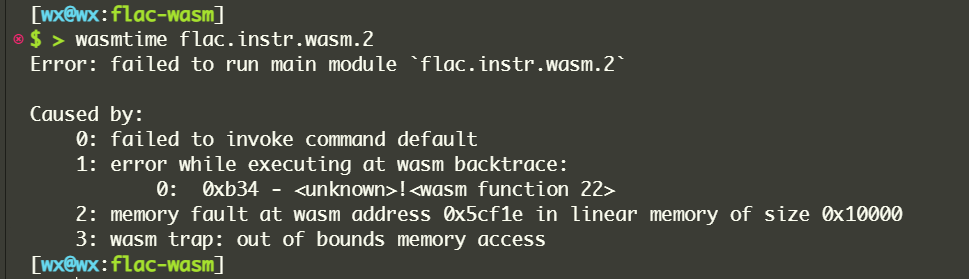 [wx@wx:flac-wasm]
$ > wasmtime flac.instr.wasm.2
Error: failed to run main module `flac.instr.wasm.2`
Caused by:
0: failed to invoke command default
1: error while executing at wasm backtrace:
0: 0xb34 - <unknown>!<wasm function 22>
2: memory fault at wasm address 0x5cf1e in linear memory of size 0x10000
3: wasm trap: out of bounds memory access
[wx@wx:flac-wasm]